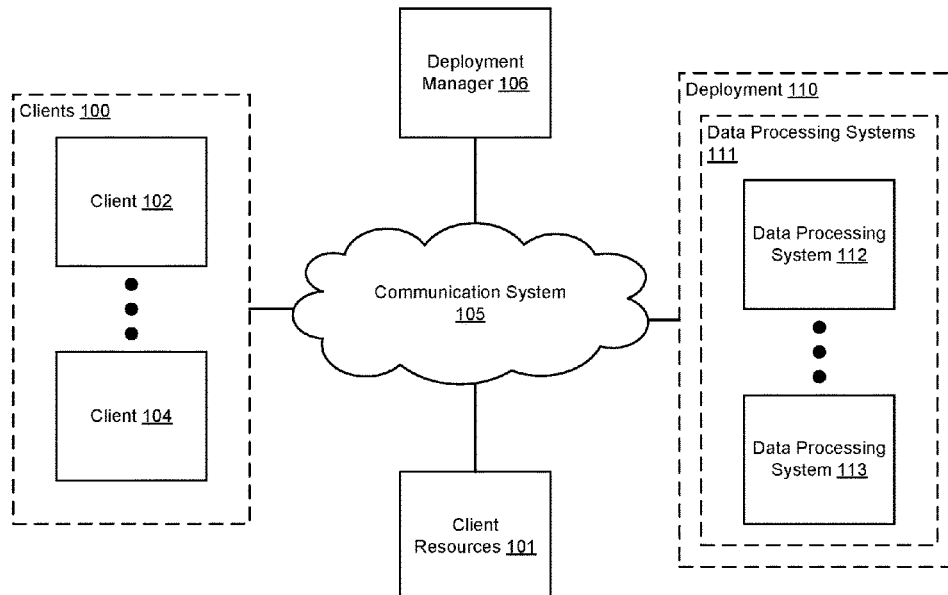 Deployment
Manager 106
Clients 100
Client 102
Client 104
Communication System
105
Client
Resources 101
Deployment 110
Data Processing Systems
111
Data Processing
System 112
Data Processing
System 113